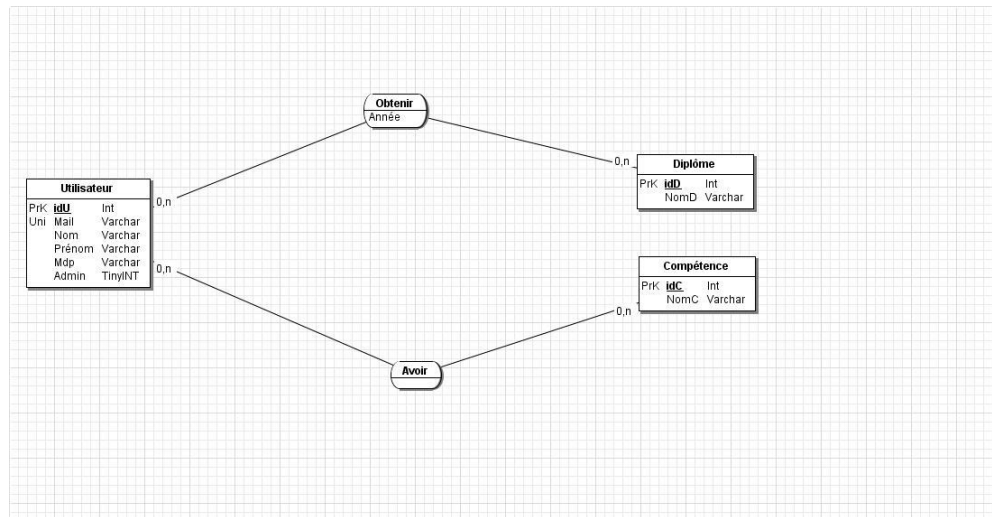 Obtenir
Année
0,n
Diplôme
PrK idD Int
NomD Varchar
Utilisateur
PrK idU Int
Uni Mail Varchar
Nom Varchar
Prénom Varchar
Mdp Varchar
Admin TinyINT
0,n
0,n
Compétence
PrK idC Int
NomC Varchar
0,n
Avoir